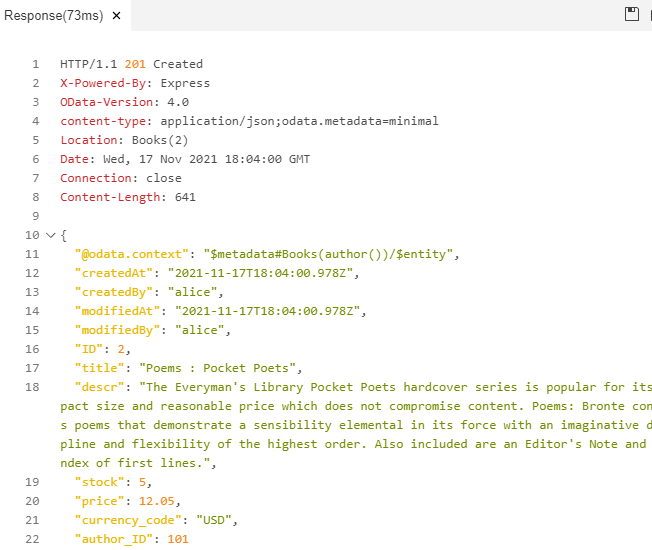 Response(73ms) ×
1 HTTP/1.1 201 Created
2 X-Powered-By: Express
3 OData-Version: 4.0
4 content-type: application/json;odata.metadata=minimal
5 Location: Books(2)
6 Date: Wed, 17 Nov 2021 18:04:00 GMT
7 Connection: close
8 Content-Length: 641
9
10 {
11 "@odata.context": "$metadata#Books(author())/$entity",
12 "createdAt": "2021-11-17T18:04:00.978Z",
13 "createdBy": "alice",
14 "modifiedAt": "2021-11-17T18:04:00.978Z",
15 "modifiedBy": "alice",
16 "ID": 2,
17 "title": "Poems : Pocket Poets",
18 "descr": "The Everyman's Library Pocket Poets hardcover series is popular for its
pact size and reasonable price which does not compromise content. Poems: Bronte con
s poems that demonstrate a sensibility elemental in its force with an imaginative d
pline and flexibility of the highest order. Also included are an Editor's Note and
ndex of first lines.",
19 "stock": 5,
20 "price": 12.05,
21 "currency_code": "USD",
22 "author_ID": 101